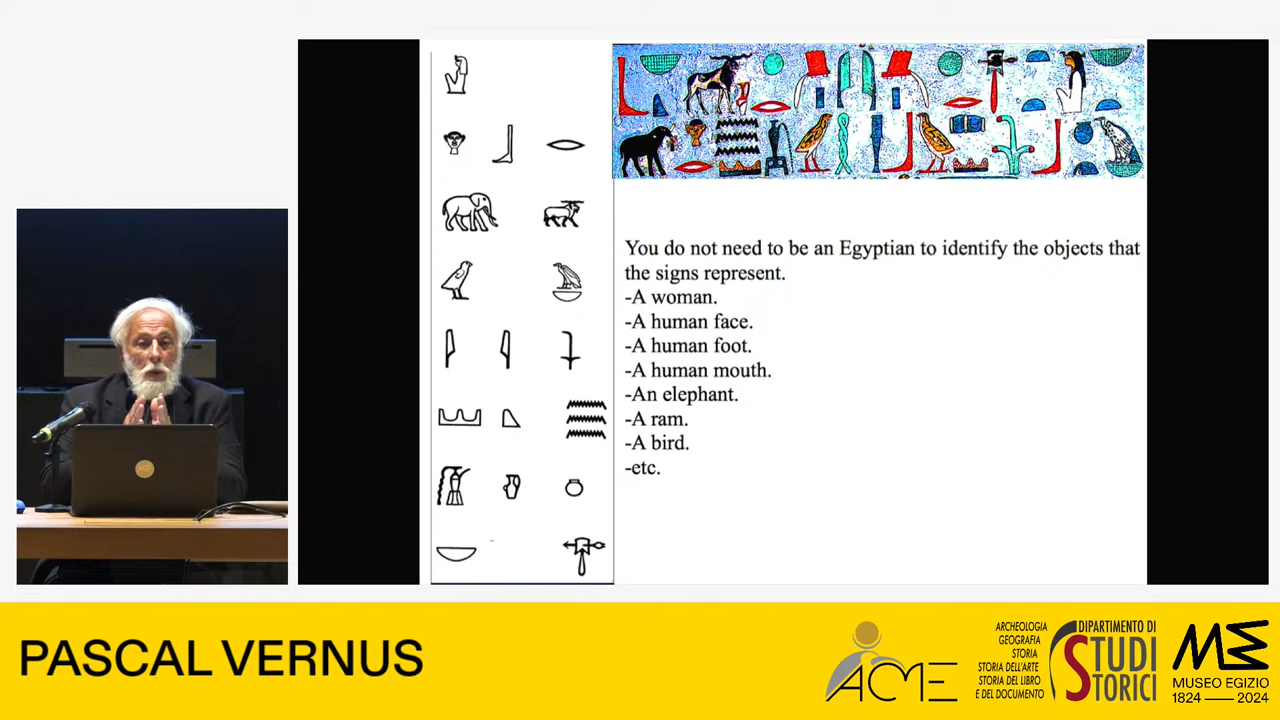 You do not need to be an Egyptian to identify the objects that
the signs represent.
-A woman.
-A human face.
-A human foot.
-A human mouth.
-An elephant.
-A ram.
-A bird.
-etc.
PASCAL VERNUS
ACME
ARCHEOLOGIA
GEOGRAFIA
STORIA
STORIA DELL'ARTE
STORIA DEL LIBRO
E DEL DOCUMENTO
DIPARTIMENTO DI
STUDI
STORICI
ME
MUSEO EGIZIO
1824 — 2024